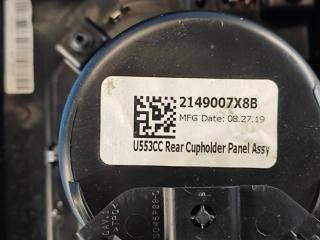 2149007X8B
MFG Date: 08.27.19
U553CC Rear Cupholder Panel Assy